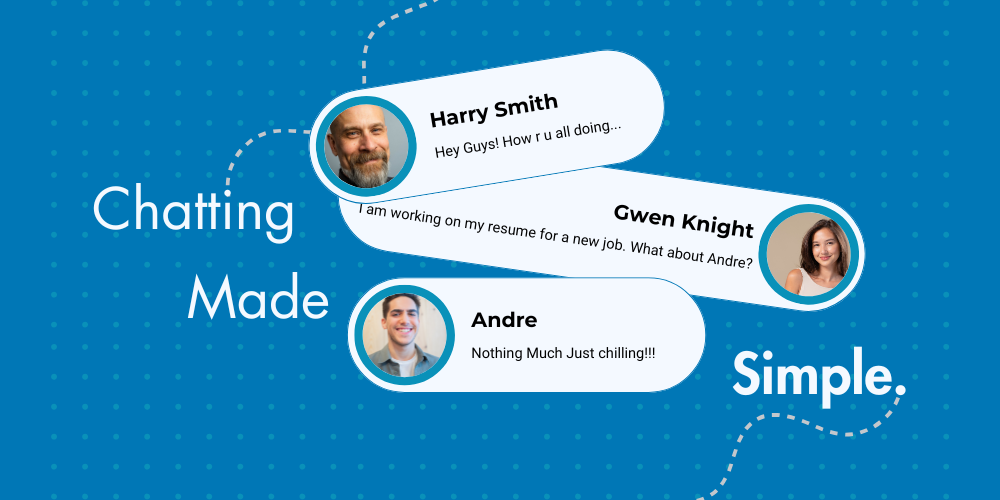 Harry Smith
Hey Guys! How r u all doing...
Chatting
Gwen Knight
I am working on my resume for a new job. What about Andre?
Made
Andre
Nothing Much Just chilling!!!
Simple.